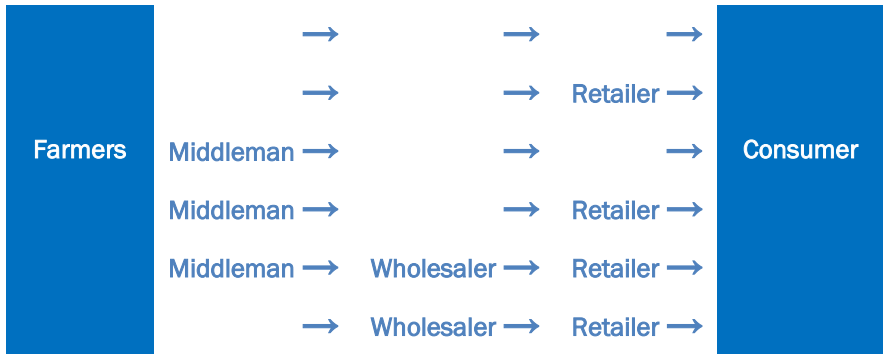 → → →
→ → Retailer →
Farmers Middleman → → → Consumer
Middleman → → Retailer →
Middleman → Wholesaler → Retailer →
→ Wholesaler → Retailer →